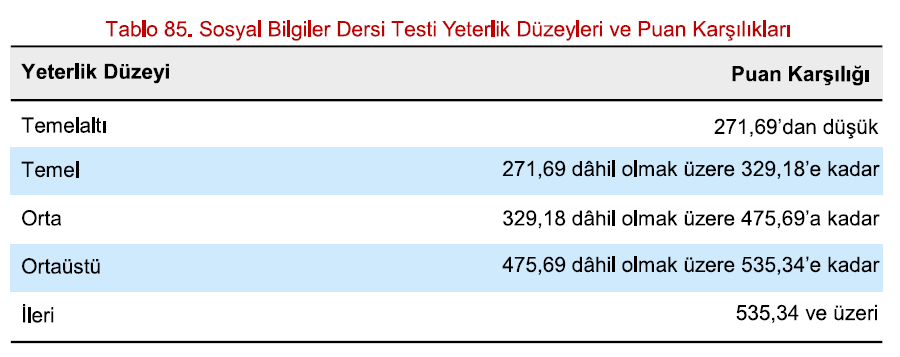 Tablo 85. Sosyal Bilgiler Dersi Testi Yeterlik Düzeyleri ve Puan Karşılıkları
Yeterlik Düzeyi Puan Karşılığı
Temelaltı 271,69’dan düşük
Temel 271,69 dâhil olmak üzere 329,18’e kadar
Orta 329,18 dâhil olmak üzere 475,69’a kadar
Ortaüstü 475,69 dâhil olmak üzere 535,34’e kadar
İleri 535,34 ve üzeri